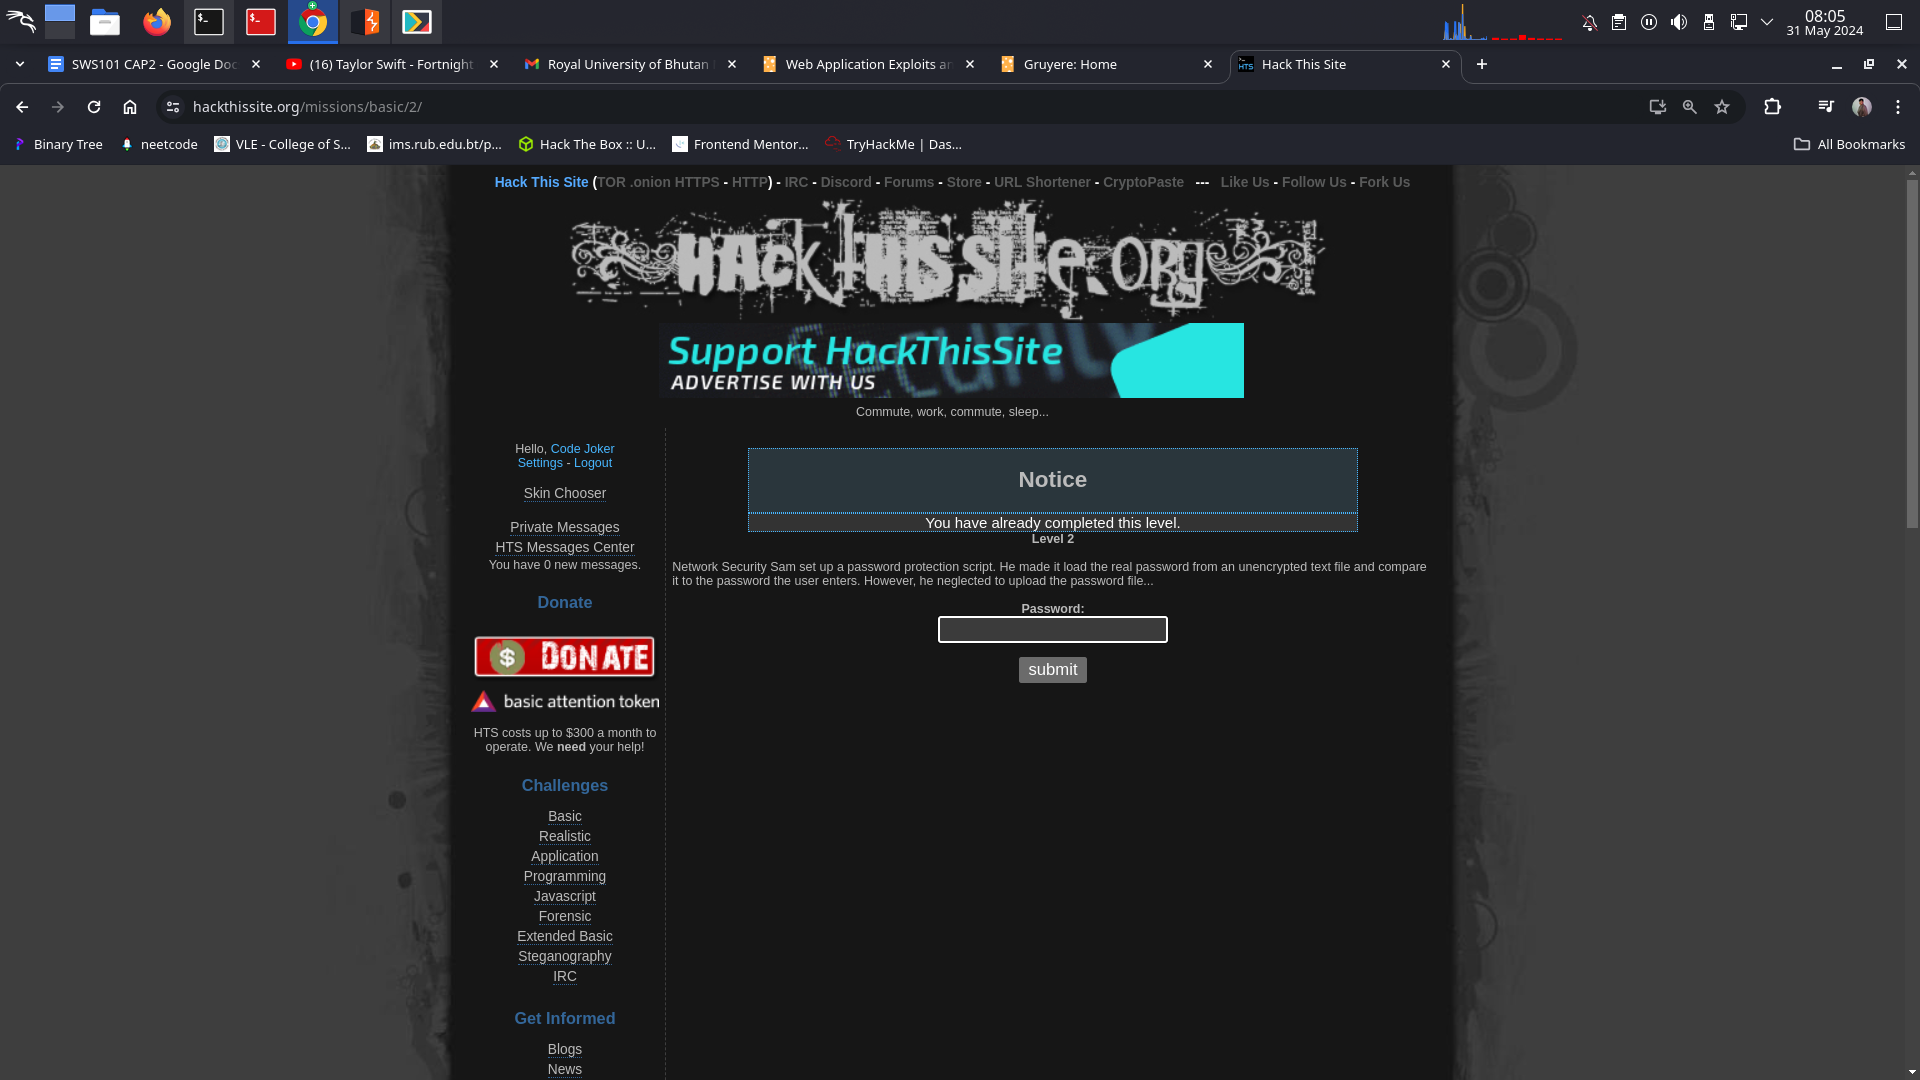 08:05
31 May 2024
SWS101 CAP2 - Google Doc
(16) Taylor Swift - Fortnight
Royal University of Bhutan
Web Application Exploits an
Gruyere: Home
Hack This Site
hackthissite.org/missions/basic/2/
Binary Tree
neetcode
VLE - College of S...
ims.rub.edu.bt/p...
Hack The Box :: U...
Frontend Mentor...
TryHackMe | Das...
All Bookmarks
Hack This Site (TOR .onion HTTPS - HTTP) - IRC - Discord - Forums - Store - URL Shortener - CryptoPaste --- Like Us - Follow Us - Fork Us
HAck tHIS SIte.ORg
Support HackThisSite
ADVERTISE WITH US
Commute, work, commute, sleep...
Hello, Code Joker
Settings - Logout
Skin Chooser
Private Messages
HTS Messages Center
You have 0 new messages.
Donate
$ DONATE
basic attention token
HTS costs up to $300 a month to
operate. We need your help!
Challenges
Basic
Realistic
Application
Programming
Javascript
Forensic
Extended Basic
Steganography
IRC
Get Informed
Blogs
News
Notice
You have already completed this level.
Level 2
Network Security Sam set up a password protection script. He made it load the real password from an unencrypted text file and compare
it to the password the user enters. However, he neglected to upload the password file...
Password:
submit